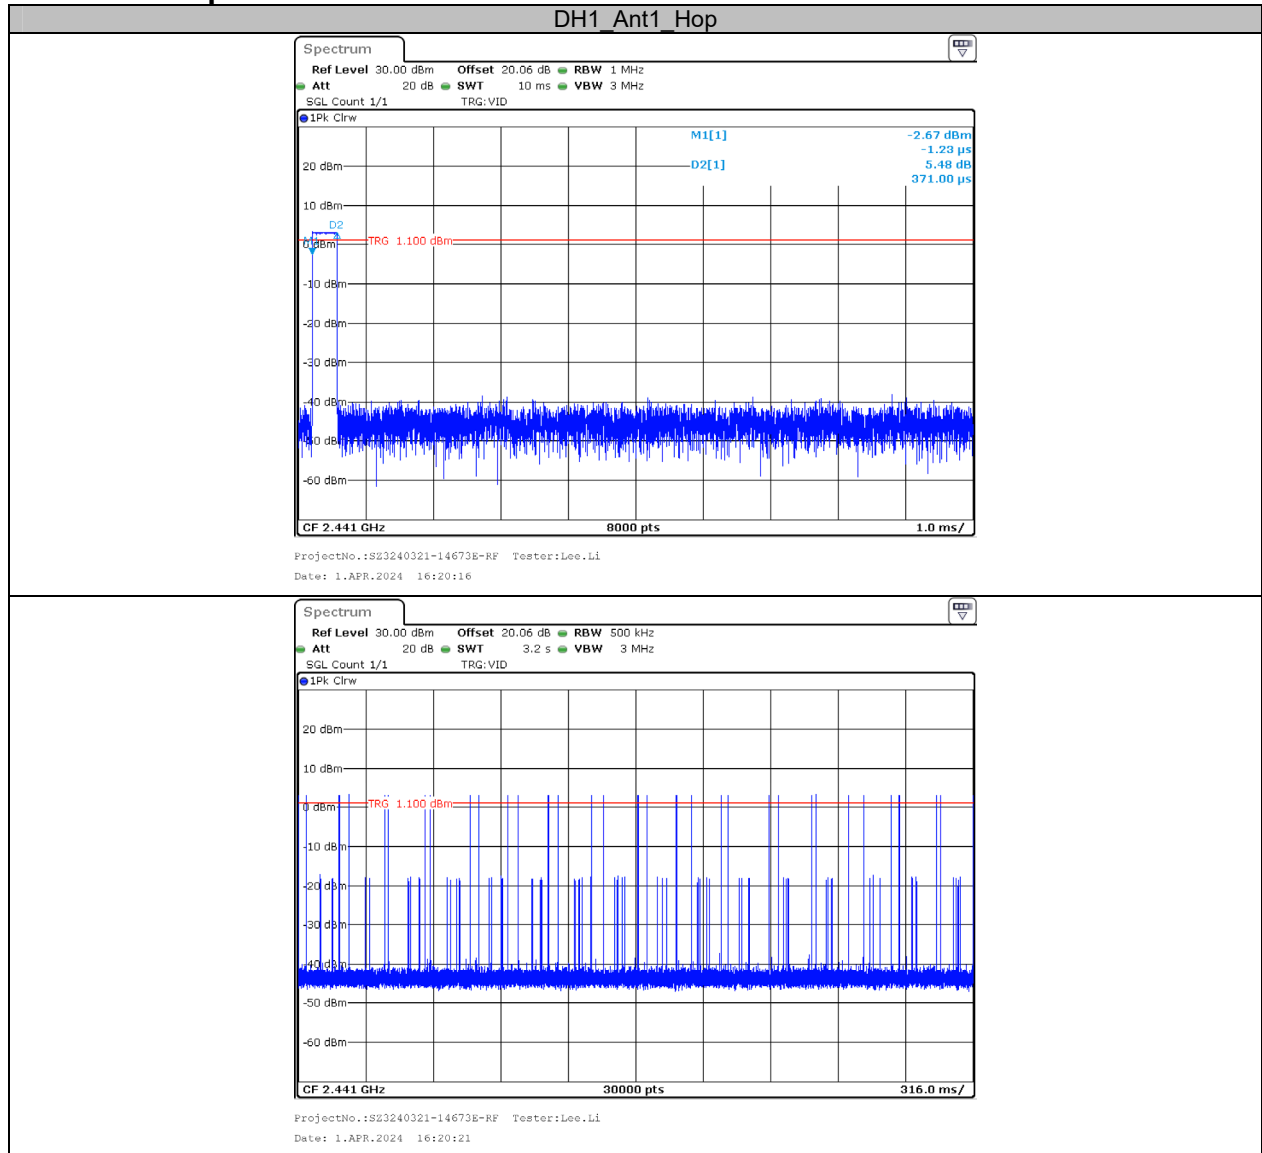 DH1_Ant1_Hop
Spectrum
Ref Level 30.00 dBm Offset 20.06 dB RBW 1 MHz
Att 20 dB SWT 10 ms VBW 3 MHz
SGL Count 1/1 TRG:VID
1Pk Clrw
M1[1] -2.67 dBm
-1.23 µs
20 dBm D2[1] 5.48 dB
371.00 µs
10 dBm
D2
0 dBm TRG 1.100 dBm
-10 dBm
-20 dBm
-30 dBm
-40 dBm
-50 dBm
-60 dBm
CF 2.441 GHz 8000 pts 1.0 ms/
ProjectNo.:SZ3240321-14673E-RF Tester:Lee.Li
Date: 1.APR.2024 16:20:16
Spectrum
Ref Level 30.00 dBm Offset 20.06 dB RBW 500 kHz
Att 20 dB SWT 3.2 s VBW 3 MHz
SGL Count 1/1 TRG:VID
1Pk Clrw
20 dBm
10 dBm
0 dBm TRG 1.100 dBm
-10 dBm
-20 dBm
-30 dBm
-40 dBm
-50 dBm
-60 dBm
CF 2.441 GHz 30000 pts 316.0 ms/
ProjectNo.:SZ3240321-14673E-RF Tester:Lee.Li
Date: 1.APR.2024 16:20:21